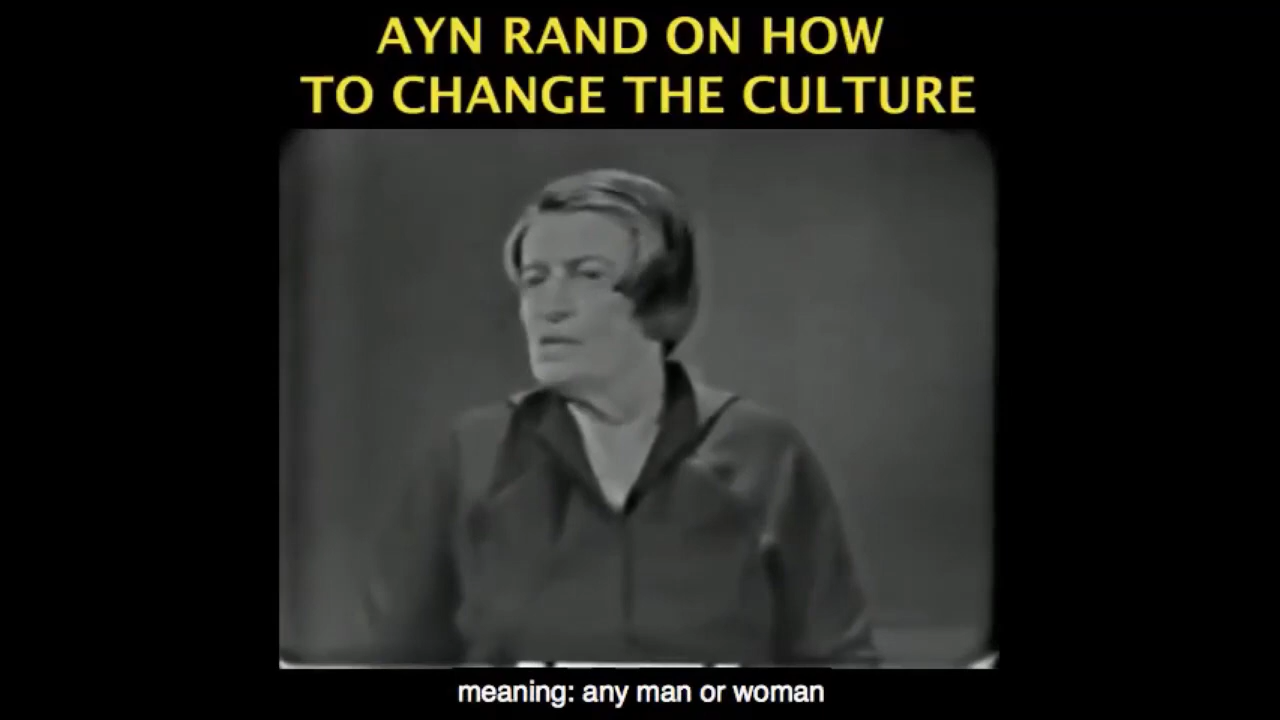 AYN RAND ON HOW
TO CHANGE THE CULTURE
meaning: any man or woman